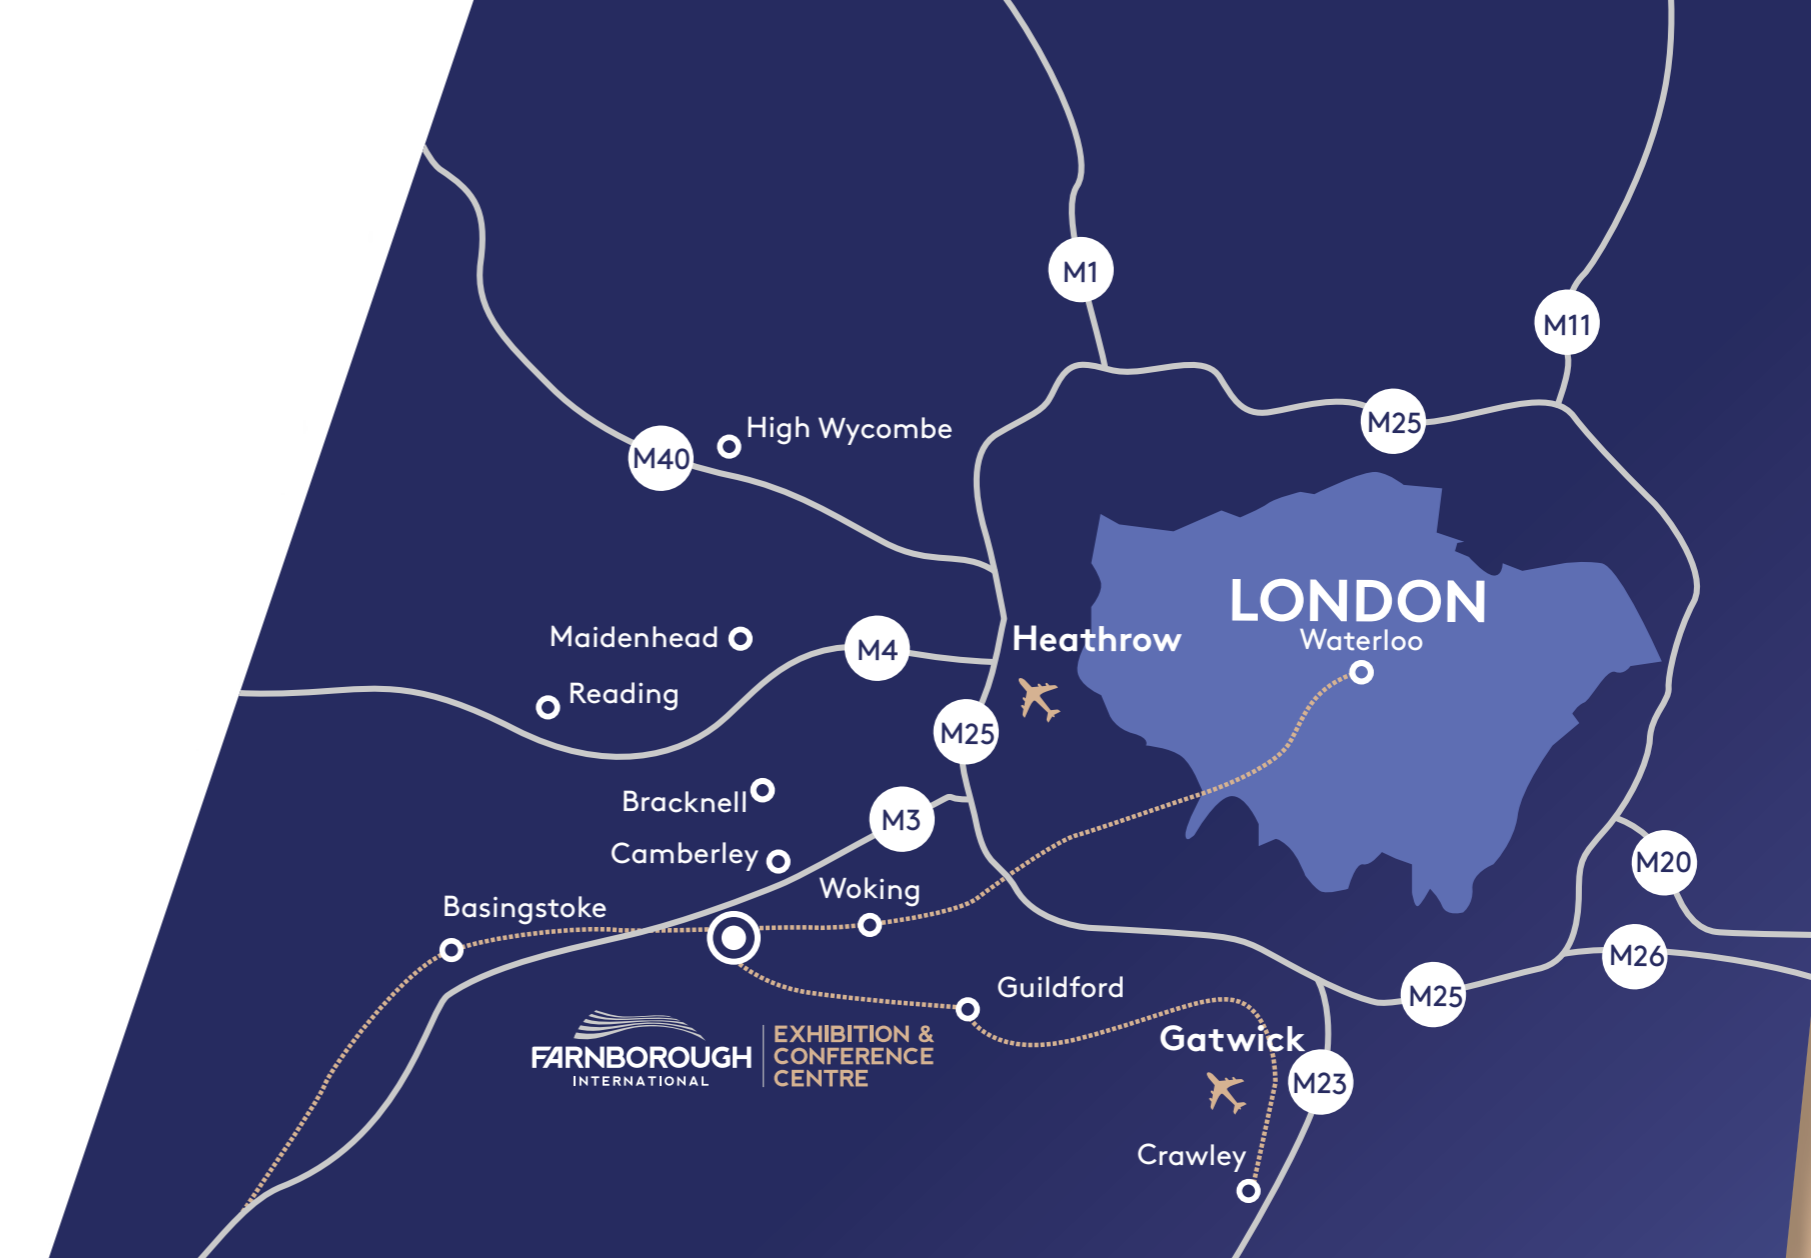 M1
M11
M25
High Wycombe
M40
LONDON
Waterloo
Heathrow
Maidenhead
M4
Reading
M25
Bracknell
M3
Camberley
M20
Woking
Basingstoke
M26
Guildford
M25
Gatwick
FARNBOROUGH
INTERNATIONAL
EXHIBITION &
CONFERENCE
CENTRE
M23
Crawley